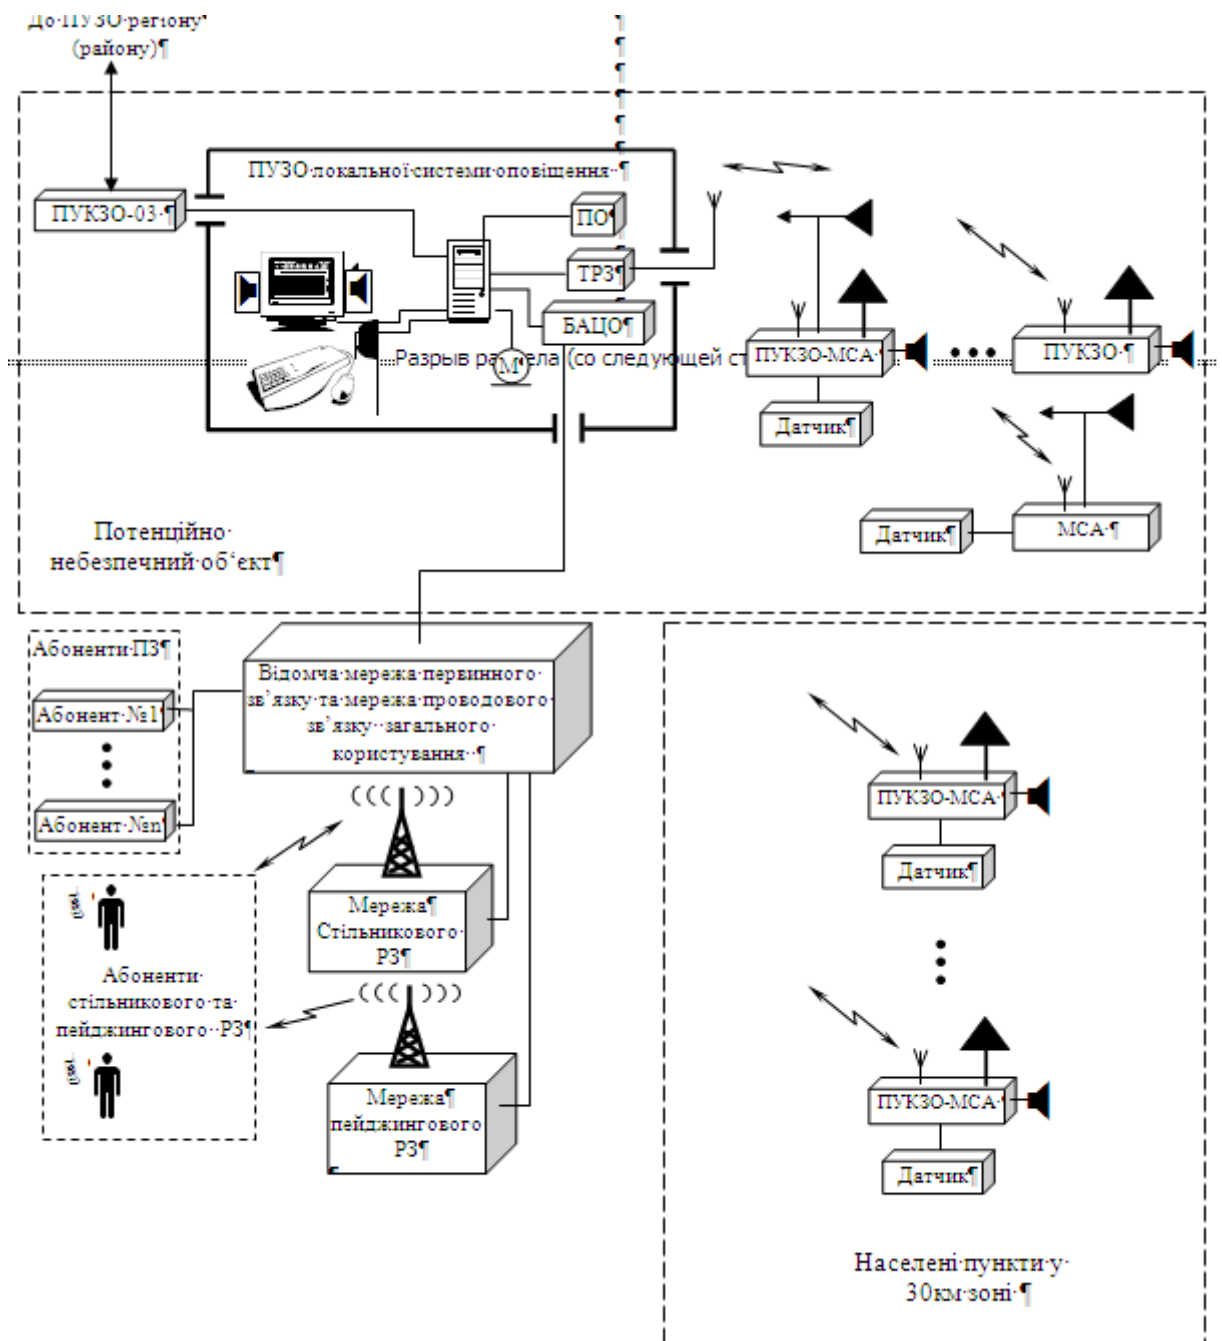 До·ПУЗО·регіону¶
(району)¶
¶
¶
¶
¶
¶
¶
¶
ПУЗО·локальної·системи·оповіщення··¶
ПУКЗО-03·¶
ПО¶
ТРЗ¶
БАЦО¶
М¶
Разрыв раздела (со следующей ст
ПУКЗО-МСА·¶
ПУКЗО·¶
Датчик¶
Датчик¶
МСА·¶
Потенційно·
небезпечний·об‘єкт¶
Абоненти·ПЗ¶
Абонент·№1¶
Абонент·№n¶
Відомча·мережа·первинного·
зв’язку·та·мережа·проводового·
зв’язку··загального·
користування··¶
Мережа¶
Стільникового·
РЗ¶
Абоненти·
стільникового·та·
пейджингового··РЗ¶
Мережа¶
пейджингового·
РЗ¶
¶
ПУКЗО-МСА·¶
Датчик¶
ПУКЗО-МСА·¶
Датчик¶
Населені·пункти·у·
30км·зоні·¶